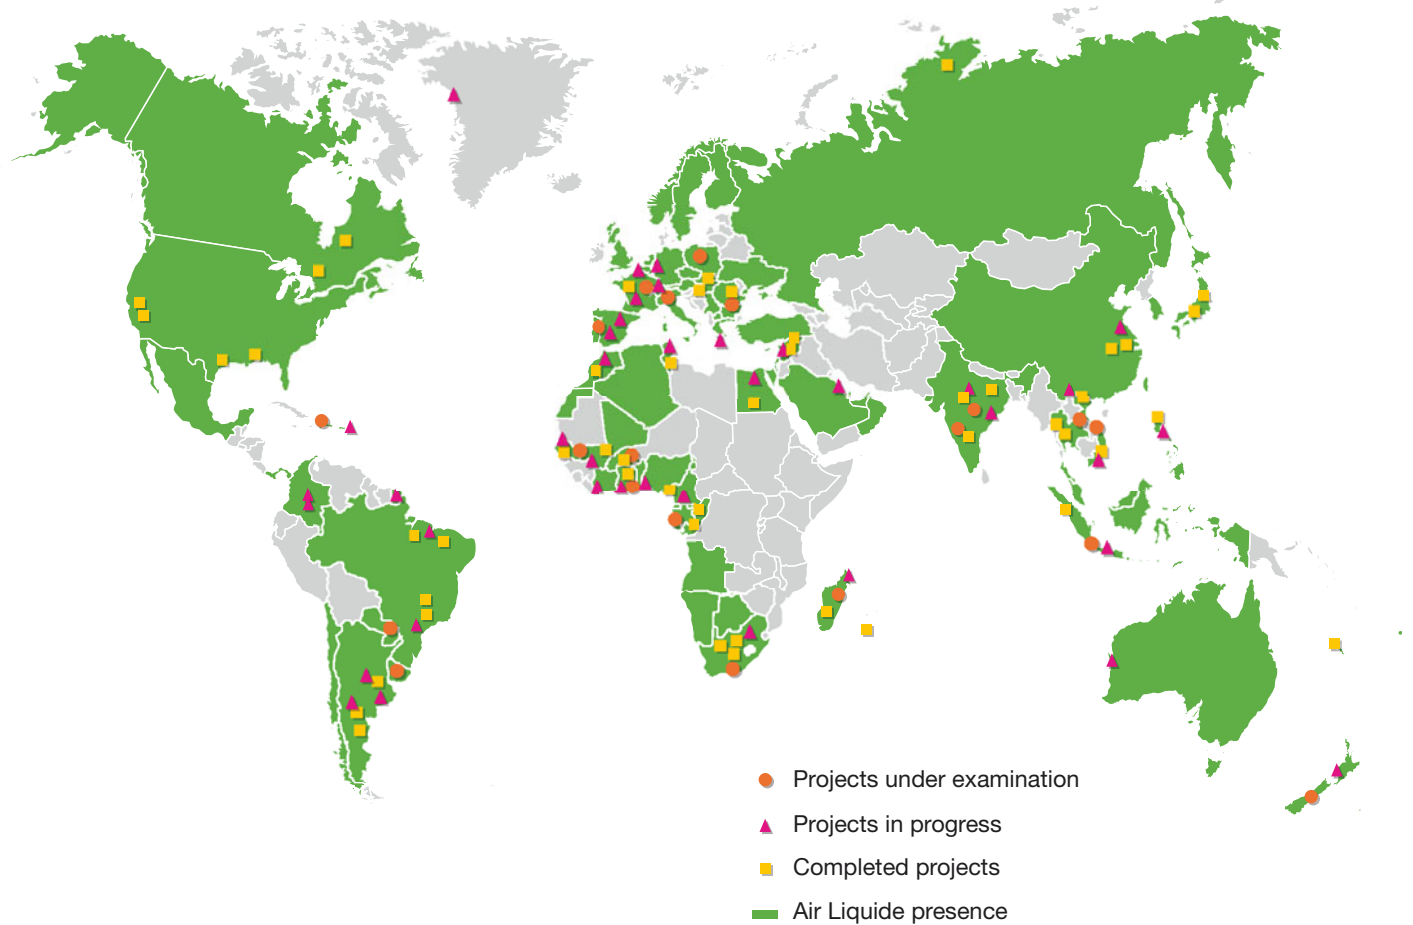 Projects under examination
Projects in progress
Completed projects
Air Liquide presence